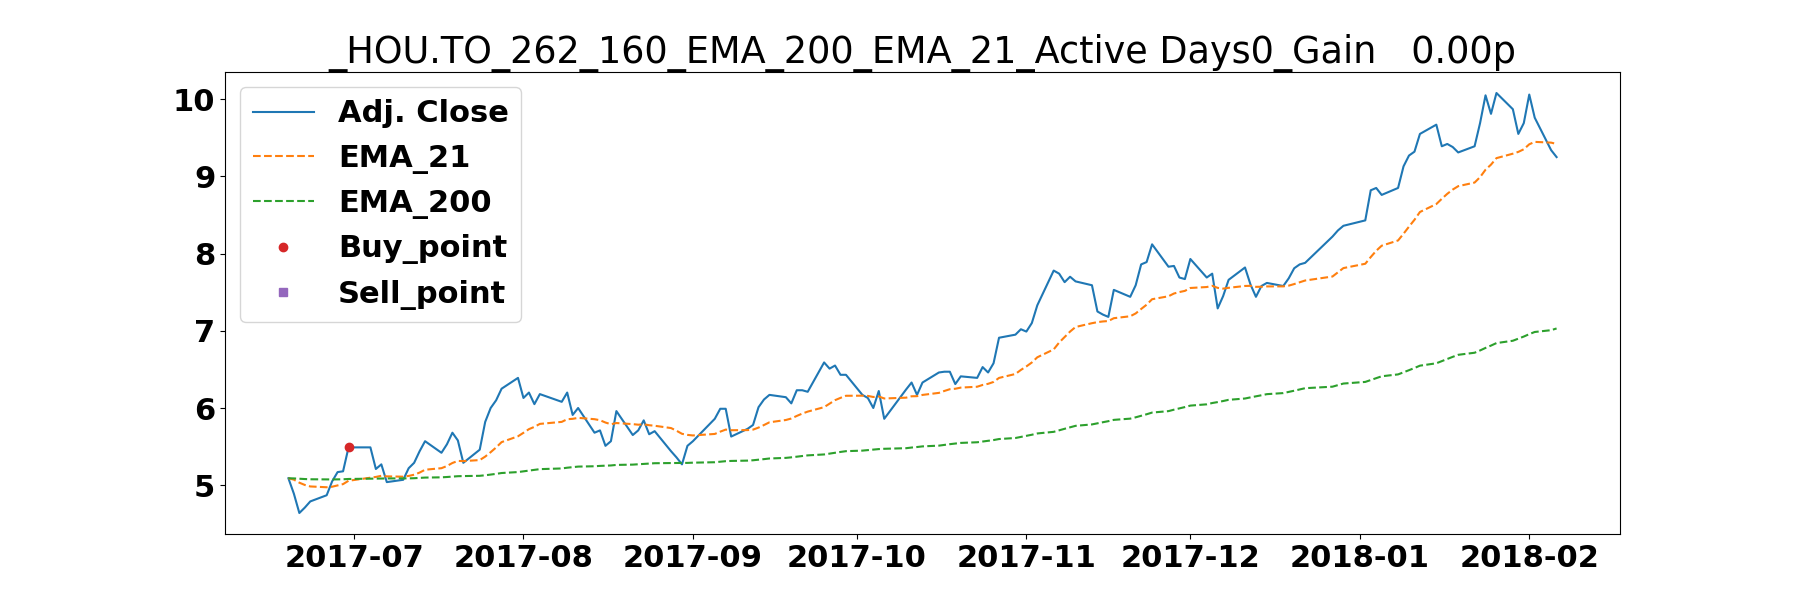 _HOU.TO_262_160_EMA_200_EMA_21_Active Days0_Gain   0.00p
10
9
8
7
6
5
Adj. Close
EMA_21
EMA_200
Buy_point
Sell_point
2017-07 2017-08 2017-09 2017-10 2017-11 2017-12 2018-01 2018-02